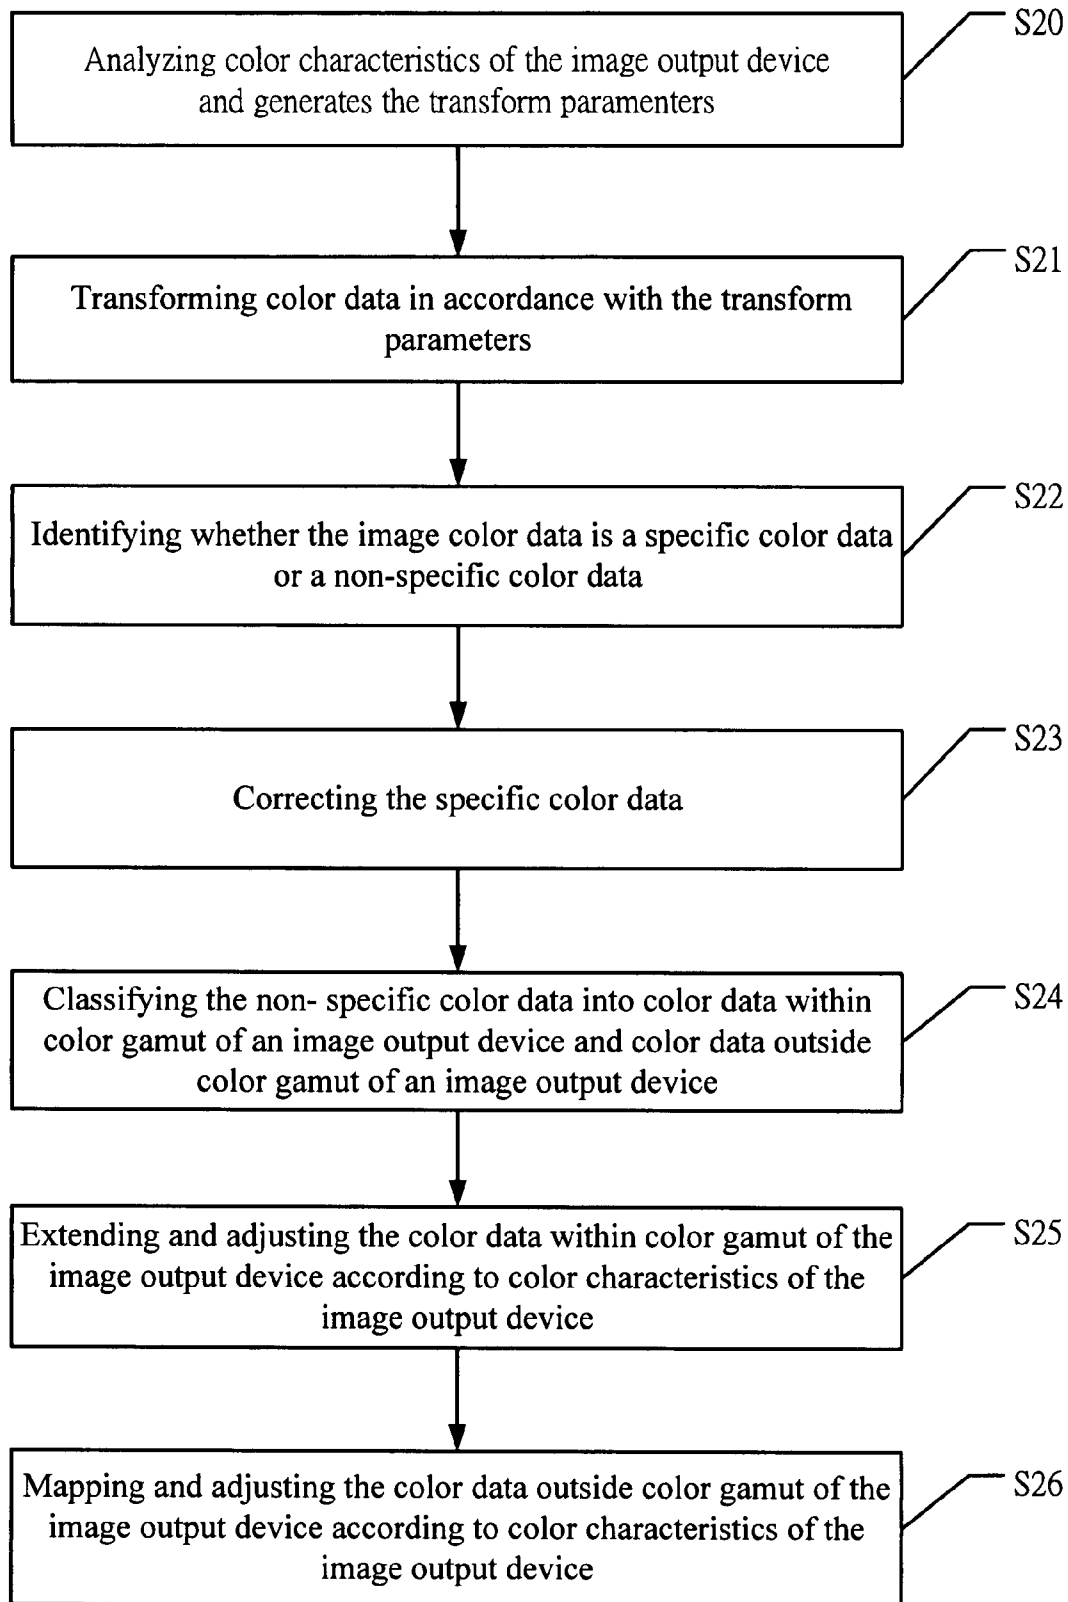 S20
Analyzing color characteristics of the image output device
and generates the transform paramenters
S21
Transforming color data in accordance with the transform
parameters
S22
Identifying whether the image color data is a specific color data
or a non-specific color data
S23
Correcting the specific color data
S24
Classifying the non- specific color data into color data within
color gamut of an image output device and color data outside
color gamut of an image output device
S25
Extending and adjusting the color data within color gamut of the
image output device according to color characteristics of the
image output device
S26
Mapping and adjusting the color data outside color gamut of the
image output device according to color characteristics of the
image output device